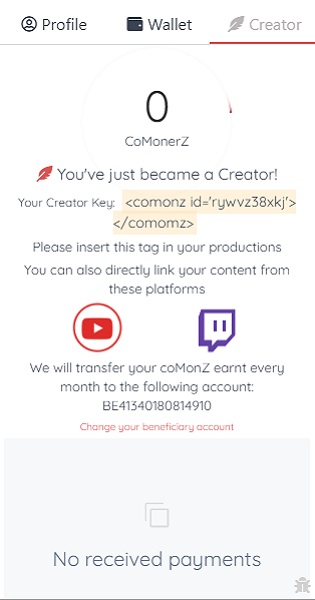 Profile Wallet Creator
0
CoMonerZ
You've just became a Creator!
Your Creator Key: <comonz id='rywvz38xkj'>
</comomz>
Please insert this tag in your productions
You can also directly link your content from
these platforms
We will transfer your coMonZ earnt every
month to the following account:
BE41340180814910
Change your beneficiary account
No received payments